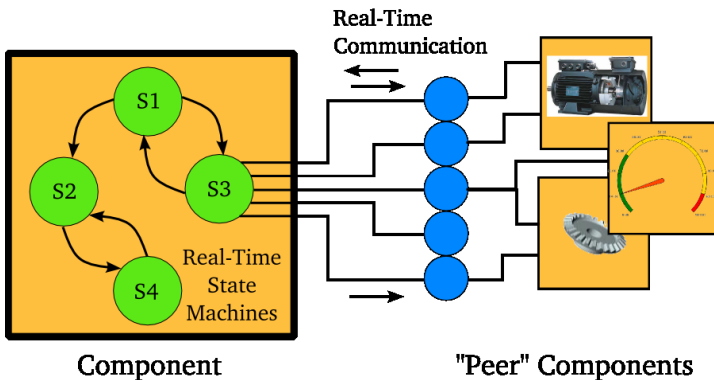 Real-Time
Communication
S1
S2
S3
S4
Real-Time
State
Machines
Component
"Peer" Components